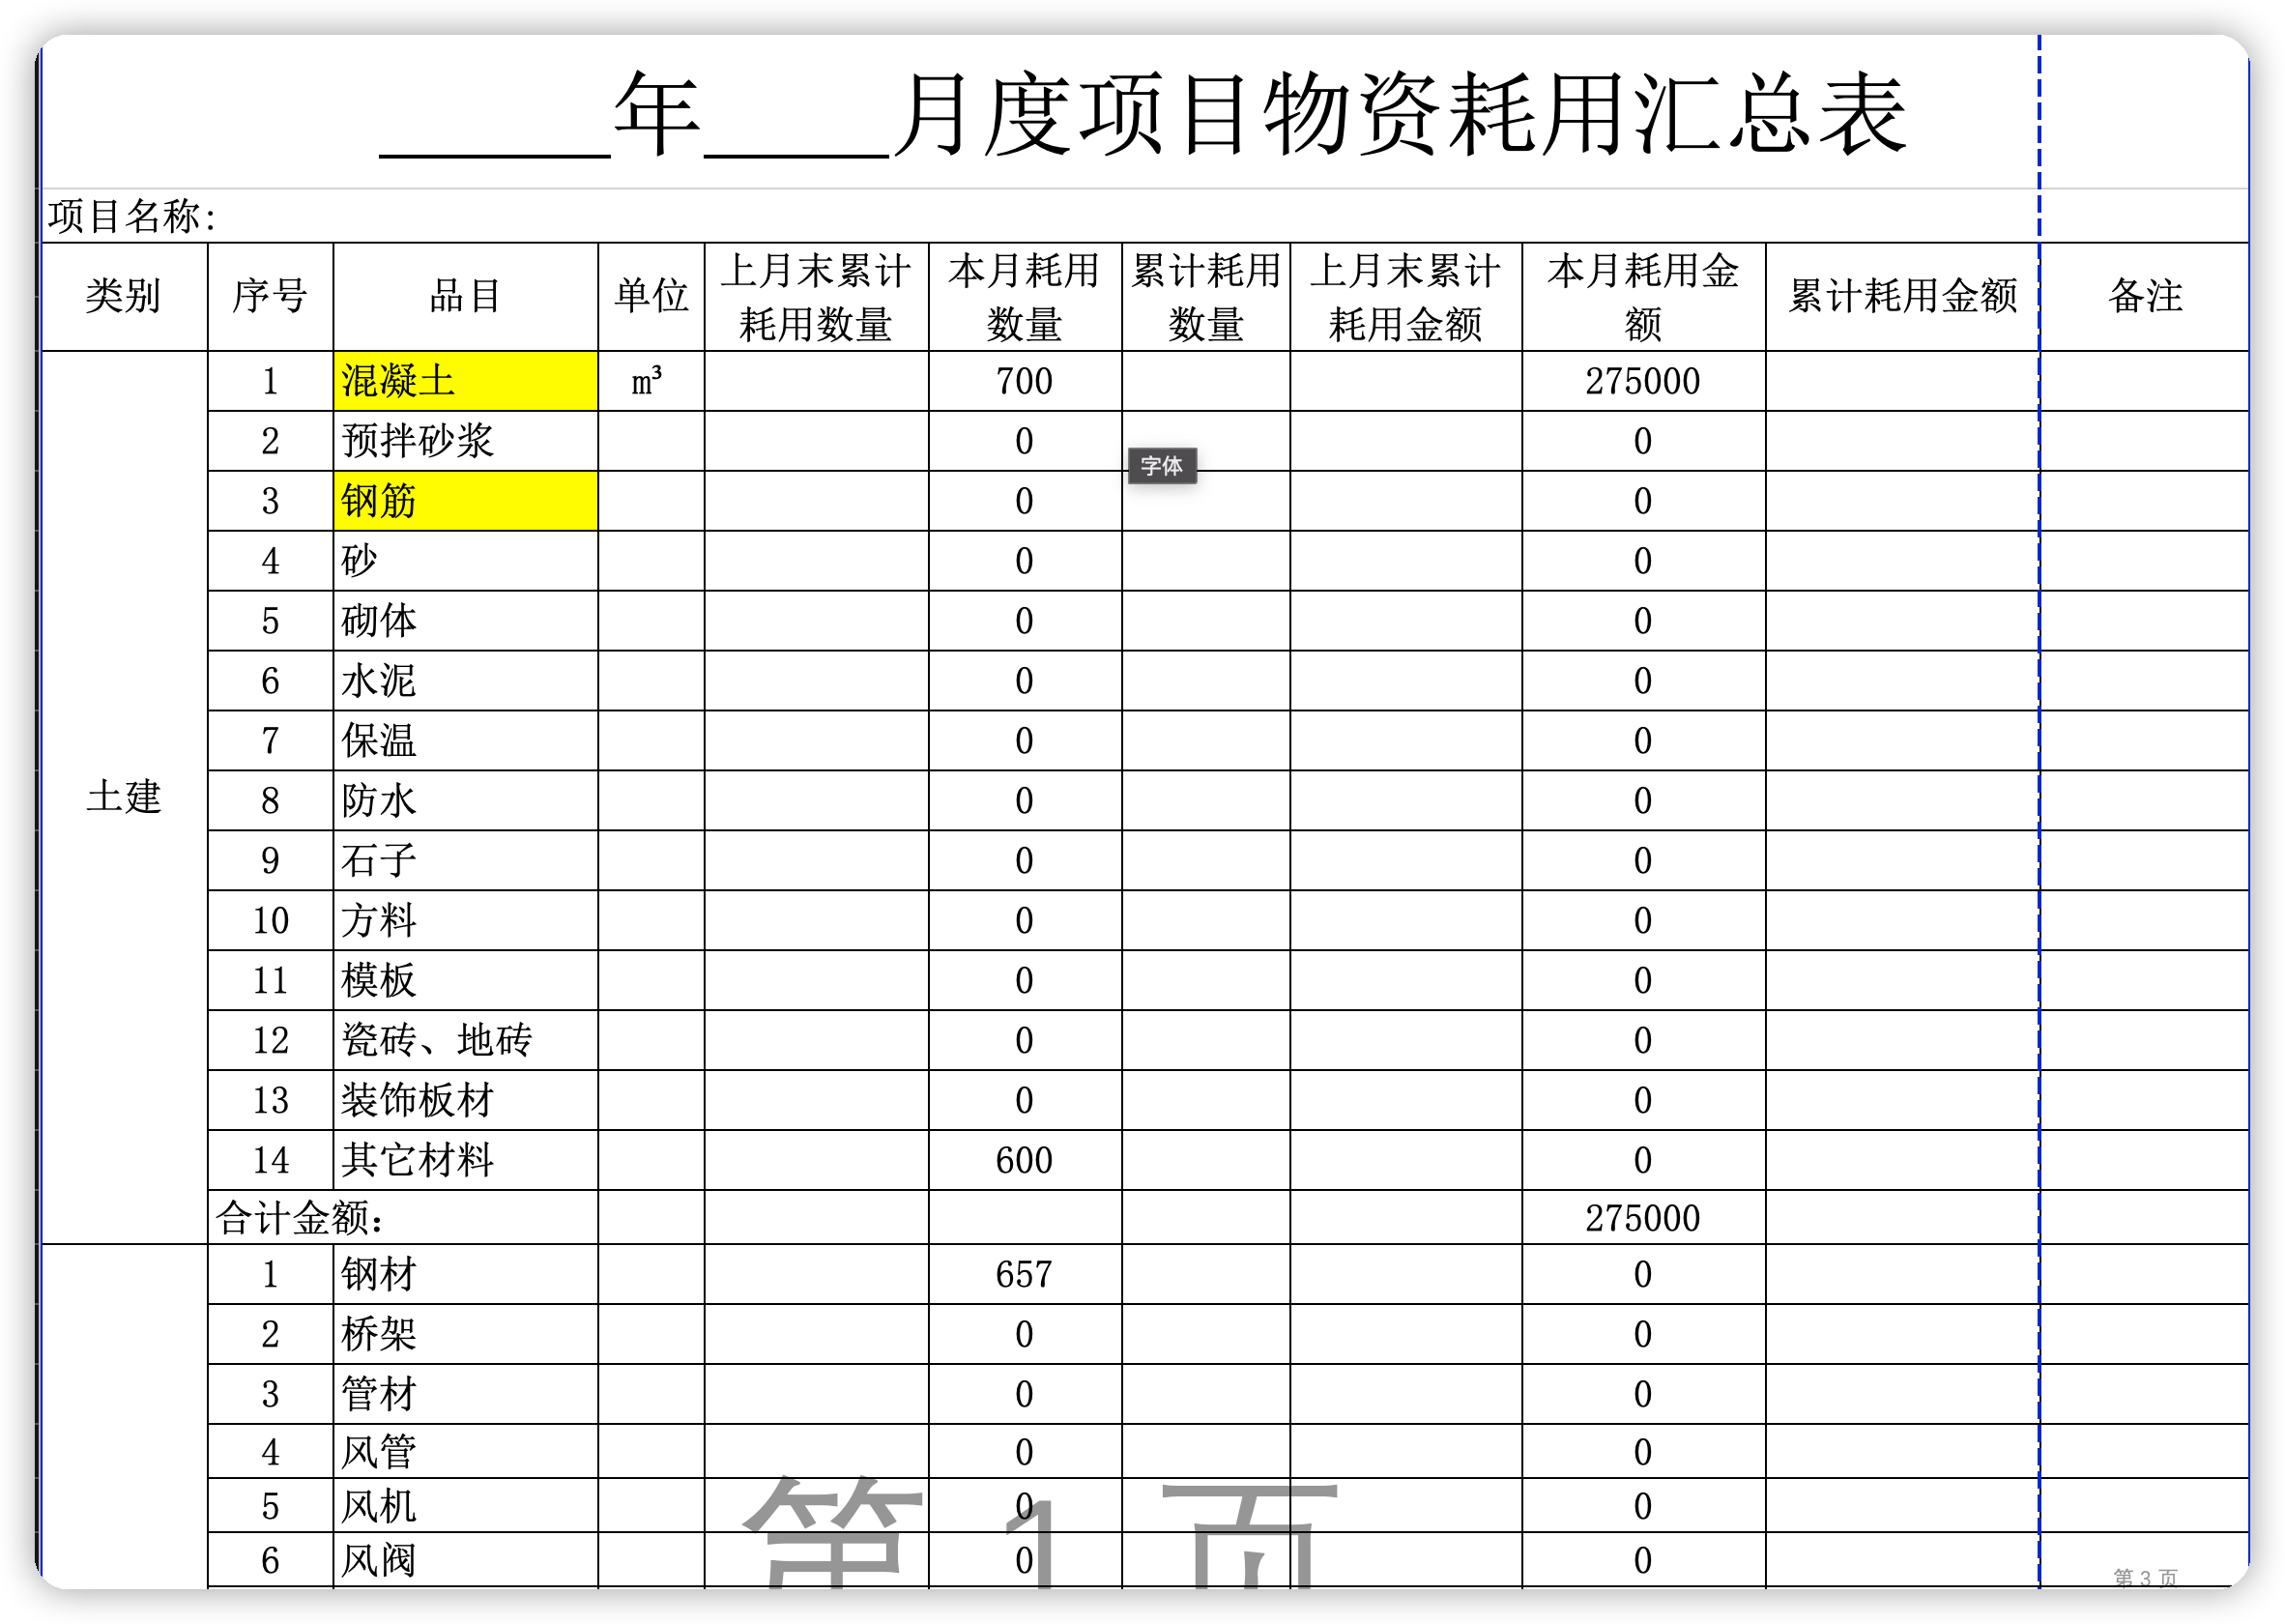 ______年_____月度项目物资耗用汇总表
项目名称：
类别 序号 品目 单位 上月末累计耗用数量 本月耗用数量 累计耗用数量 上月末累计耗用金额 本月耗用金额 累计耗用金额 备注
土建
1 混凝土 m³ 700 275000
2 预拌砂浆 0 0
字体
3 钢筋 0 0
4 砂 0 0
5 砌体 0 0
6 水泥 0 0
7 保温 0 0
8 防水 0 0
9 石子 0 0
10 方料 0 0
11 模板 0 0
12 瓷砖、地砖 0 0
13 装饰板材 0 0
14 其它材料 600 0
合计金额： 275000
1 钢材 657 0
2 桥架 0 0
3 管材 0 0
4 风管 0 0
5 风机 0 0
6 风阀 0 0
第 1 页
第 3 页